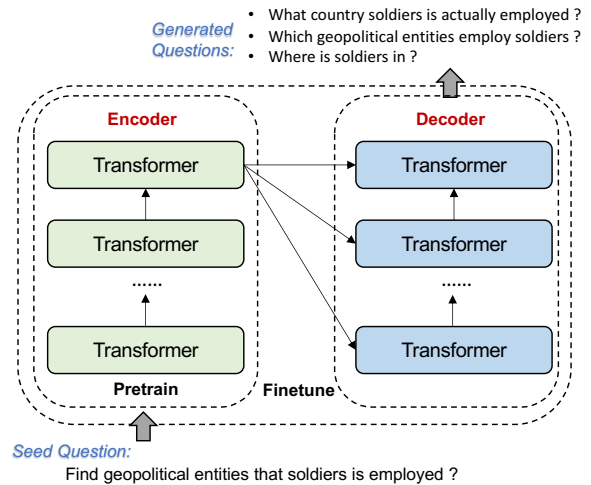 Generated
Questions:
• What country soldiers is actually employed ?
• Which geopolitical entities employ soldiers ?
• Where is soldiers in ?
Encoder
Decoder
Transformer
Transformer
Transformer
Transformer
......
......
Transformer
Transformer
Pretrain
Finetune
Seed Question:
Find geopolitical entities that soldiers is employed ?